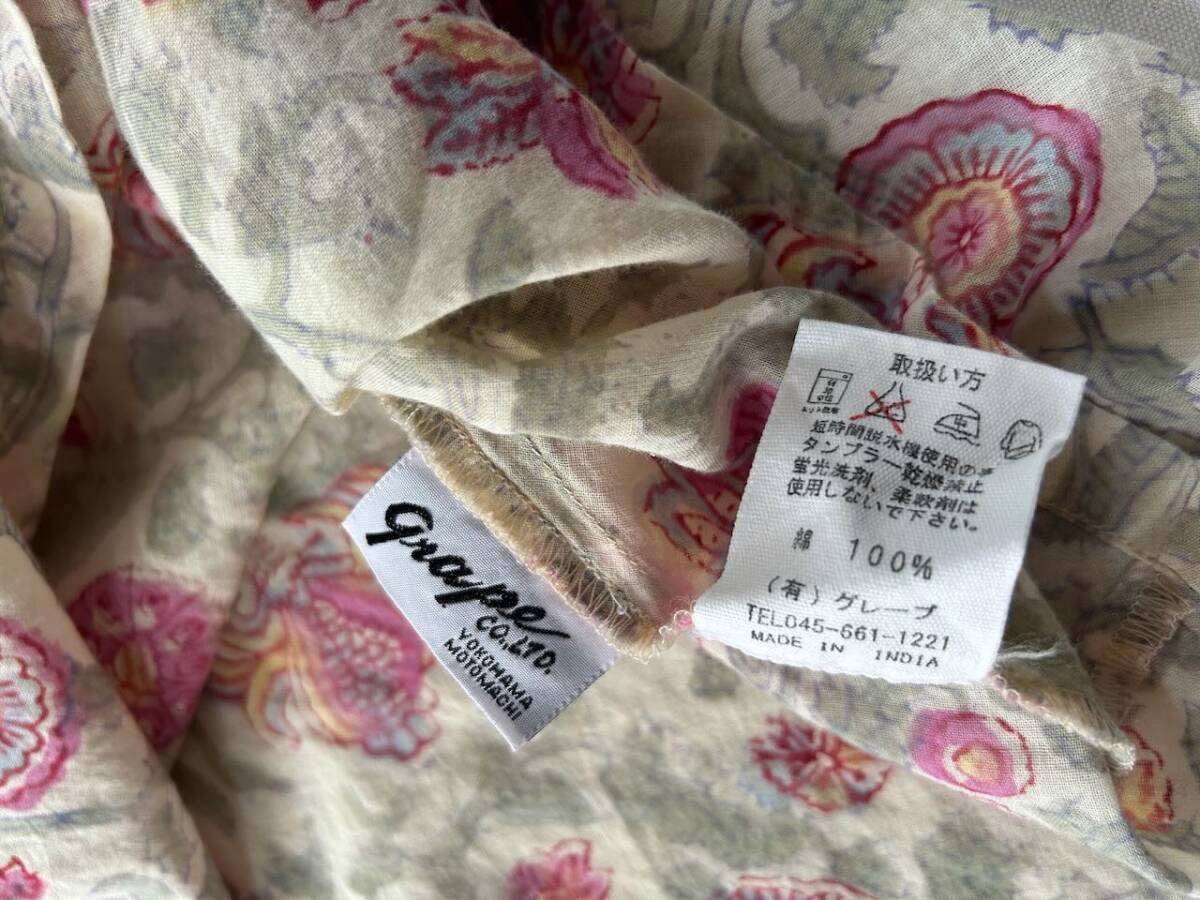 grape
CO.,LTD.
YOKOHAMA
MOTOMACHI
取扱い方
短時間脱水機使用の事
タンブラー乾燥禁止
蛍光洗剤、柔軟剤は
使用しないで下さい。
綿 100%
(有)グレープ
TEL045-661-1221
MADE IN INDIA